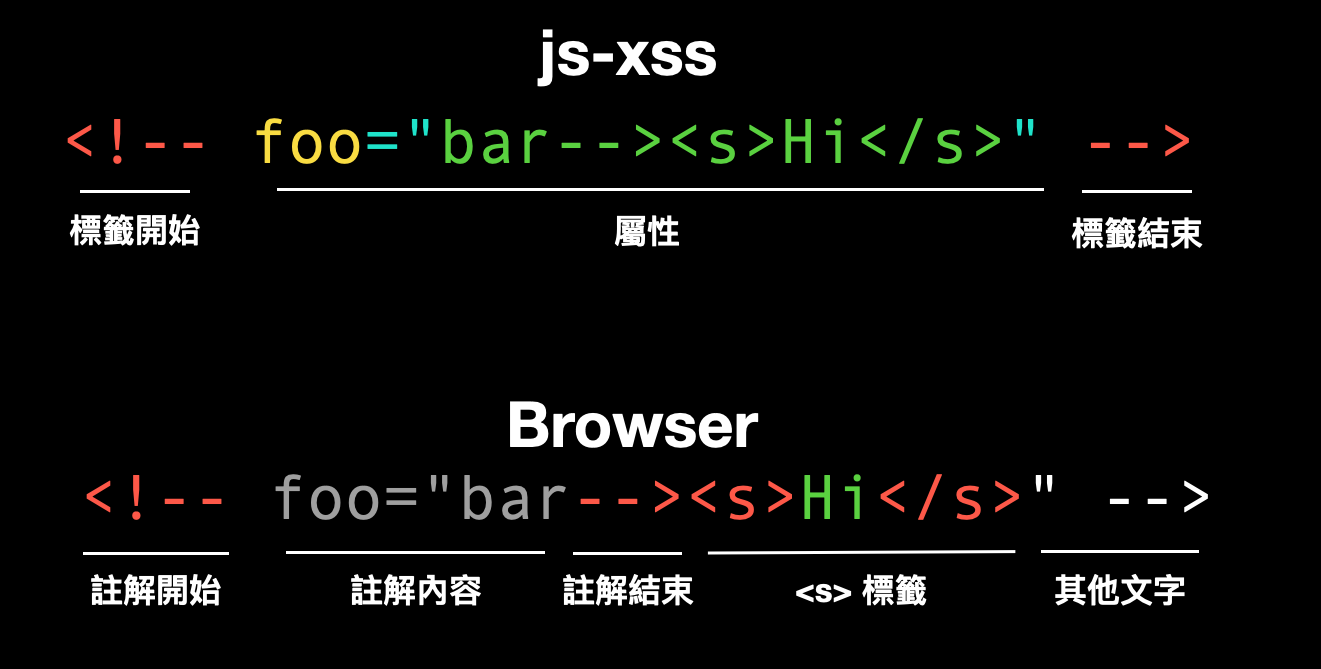 js-xss
<!-- foo="bar--><s>Hi</s>" -->
標籤開始 屬性 標籤結束
Browser
<!-- foo="bar--><s>Hi</s>" -->
註解開始 註解內容 註解結束 <s> 標籤 其他文字